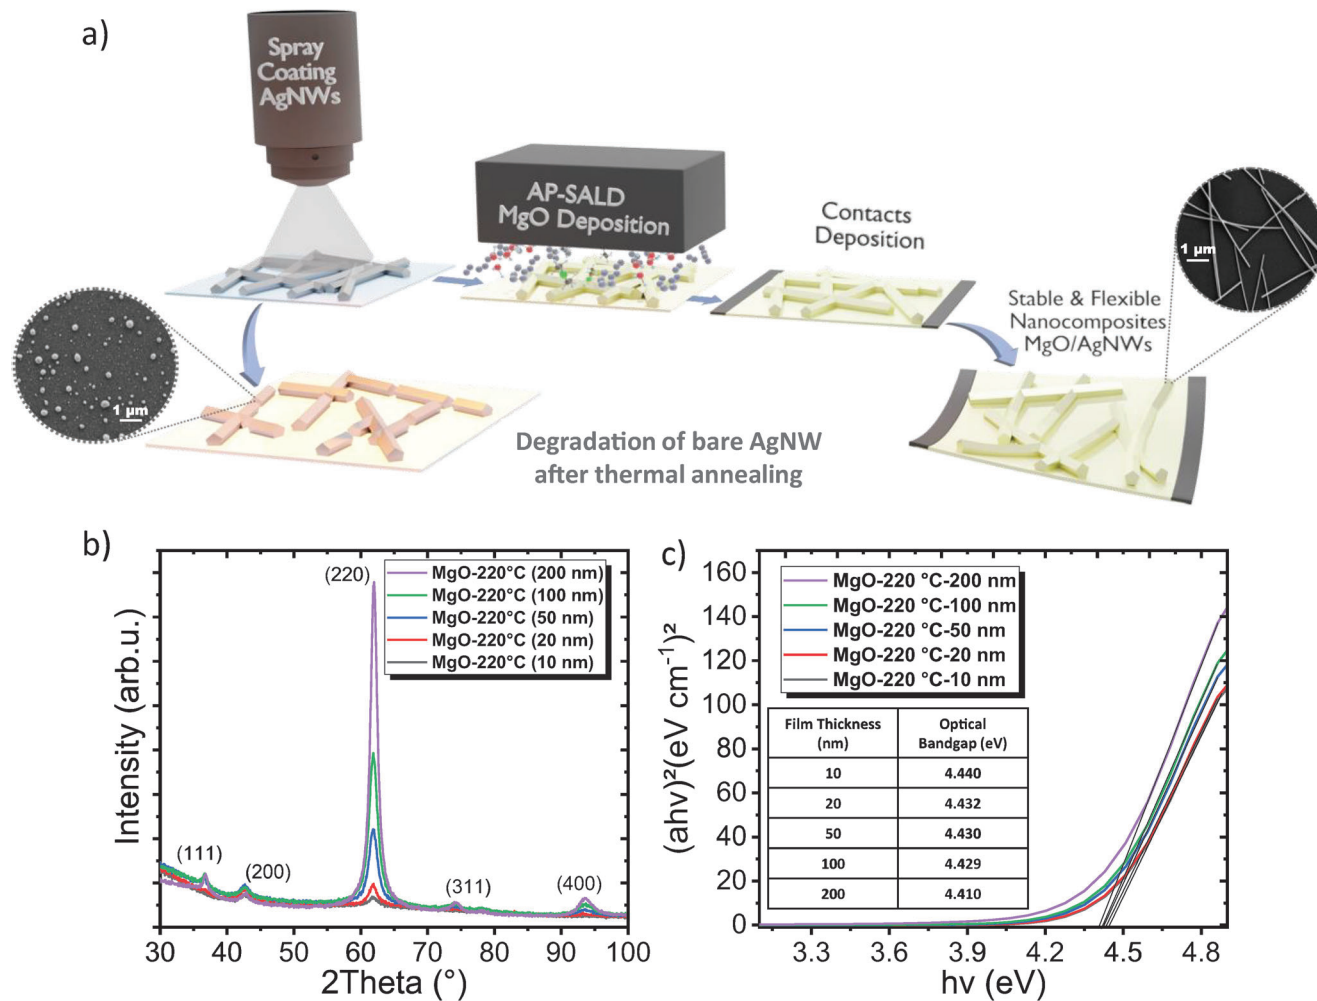 a)
Spray
Coating
AgNWs
AP-SALD
MgO Deposition
Contacts
Deposition
1 µm
Stable & Flexible
Nanocomposites
MgO/AgNWs
1 µm
Degradation of bare AgNW
after thermal annealing
b)
Intensity (arb.u.)
(220)
MgO-220°C (200 nm)
MgO-220°C (100 nm)
MgO-220°C (50 nm)
MgO-220°C (20 nm)
MgO-220°C (10 nm)
(111)
(200)
(311)
(400)
30 40 50 60 70 80 90 100
2Theta (°)
c)
(ahv)²(eV cm⁻¹)²
160
140
120
100
80
60
40
20
0
MgO-220 °C-200 nm
MgO-220 °C-100 nm
MgO-220 °C-50 nm
MgO-220 °C-20 nm
MgO-220 °C-10 nm
Film Thickness (nm) Optical Bandgap (eV)
10 4.440
20 4.432
50 4.430
100 4.429
200 4.410
3.3 3.6 3.9 4.2 4.5 4.8
hv (eV)